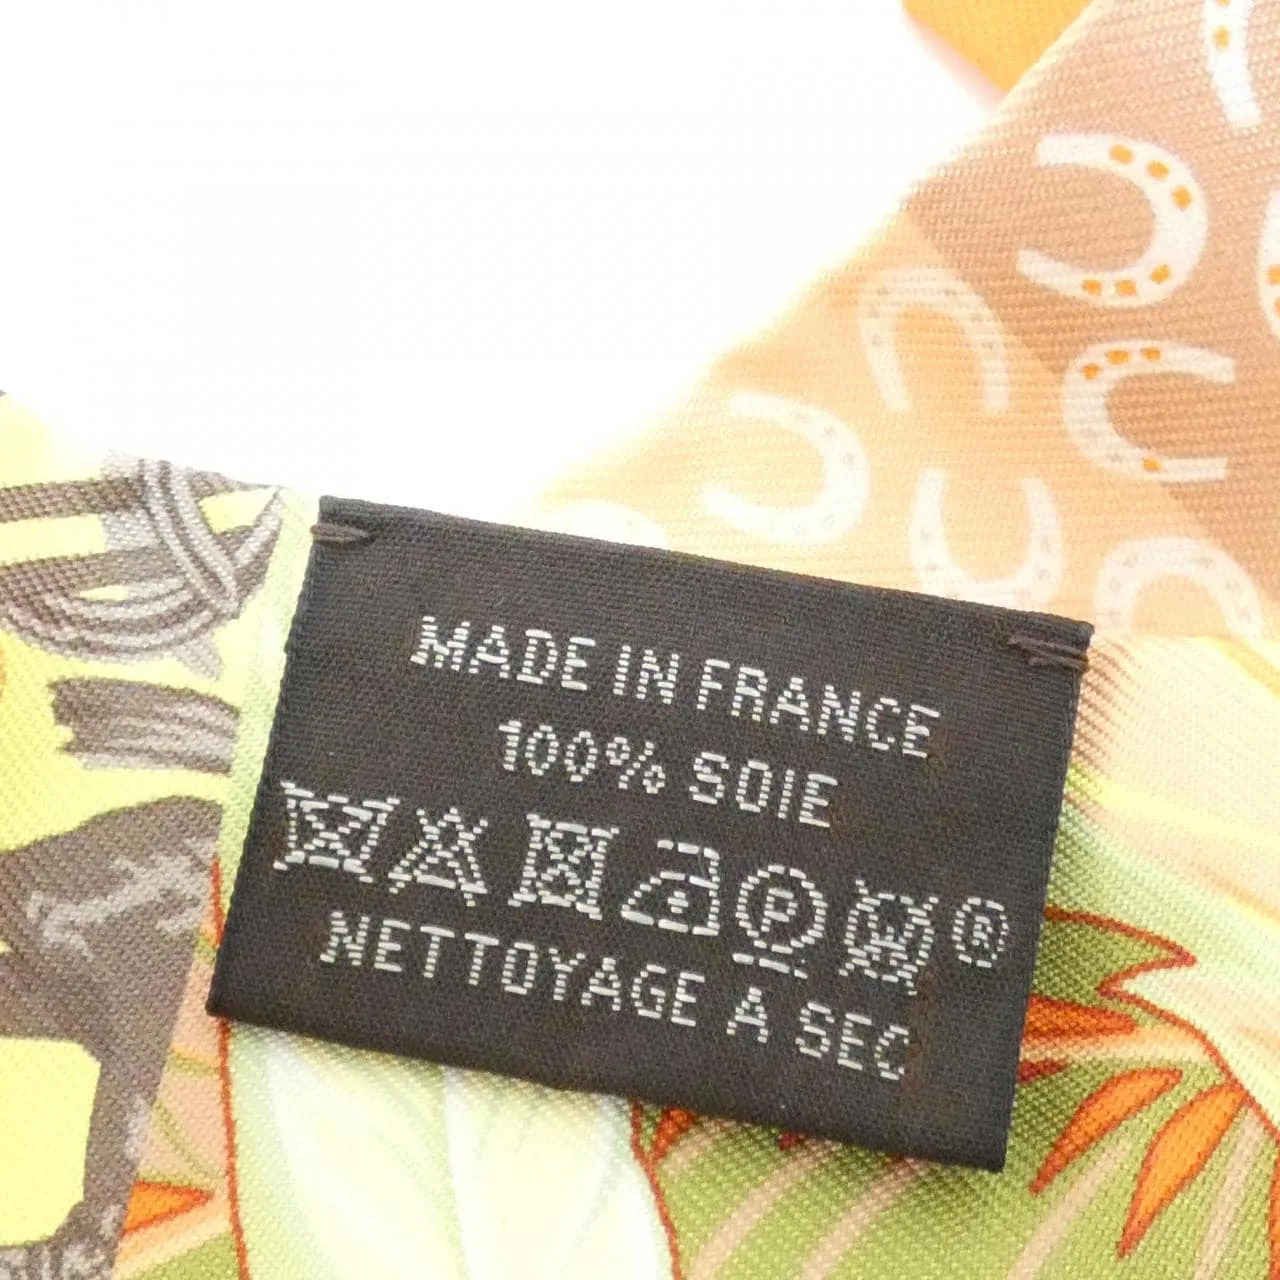 MADE IN FRANCE
100% SOIE
P ®
NETTOYAGE A SEC